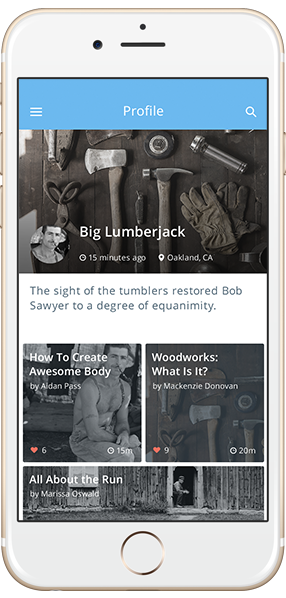 Profile
Big Lumberjack
15 minutes ago Oakland, CA
The sight of the tumblers restored Bob
Sawyer to a degree of equanimity.
How To Create
Awesome Body
by Aidan Pass
6 15m
Woodworks:
What Is It?
by Mackenzie Donovan
9 20m
All About the Run
by Marissa Oswald